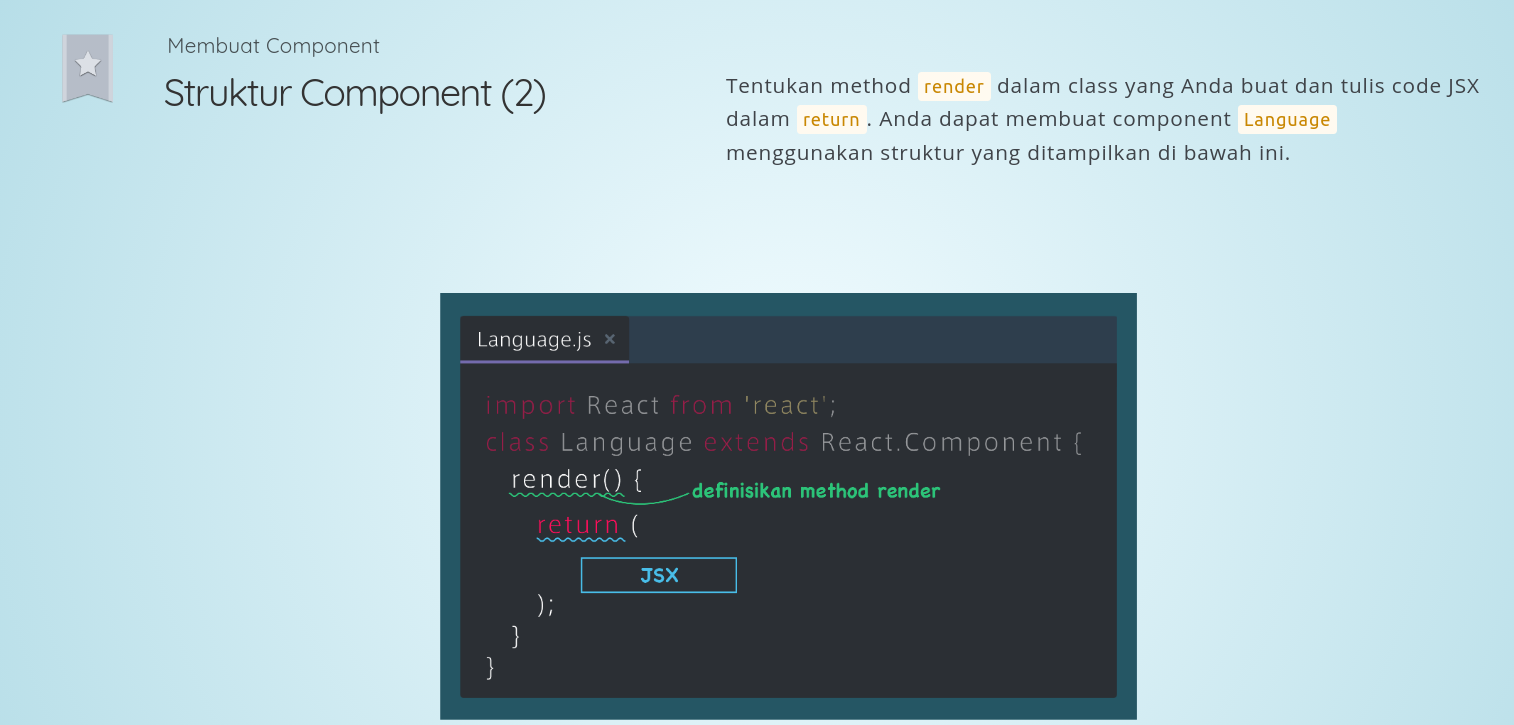 Membuat Component
Struktur Component (2)
Tentukan method render dalam class yang Anda buat dan tulis code JSX
dalam return. Anda dapat membuat component Language
menggunakan struktur yang ditampilkan di bawah ini.
Language.js ×
import React from 'react';
class Language extends React.Component {
render() {
definisikan method render
return (
JSX
);
}
}